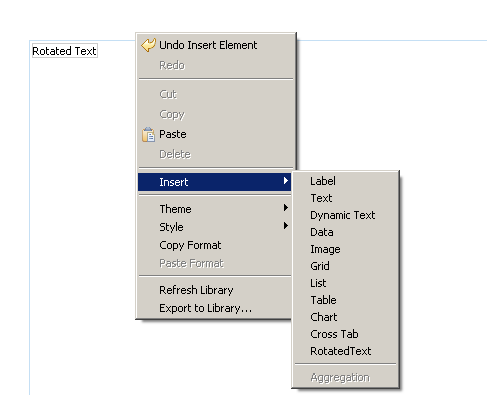 Rotated Text
Undo Insert Element
Redo
Cut
Copy
Paste
Delete
Insert
Theme
Style
Copy Format
Paste Format
Refresh Library
Export to Library...
Label
Text
Dynamic Text
Data
Image
Grid
List
Table
Chart
Cross Tab
RotatedText
Aggregation